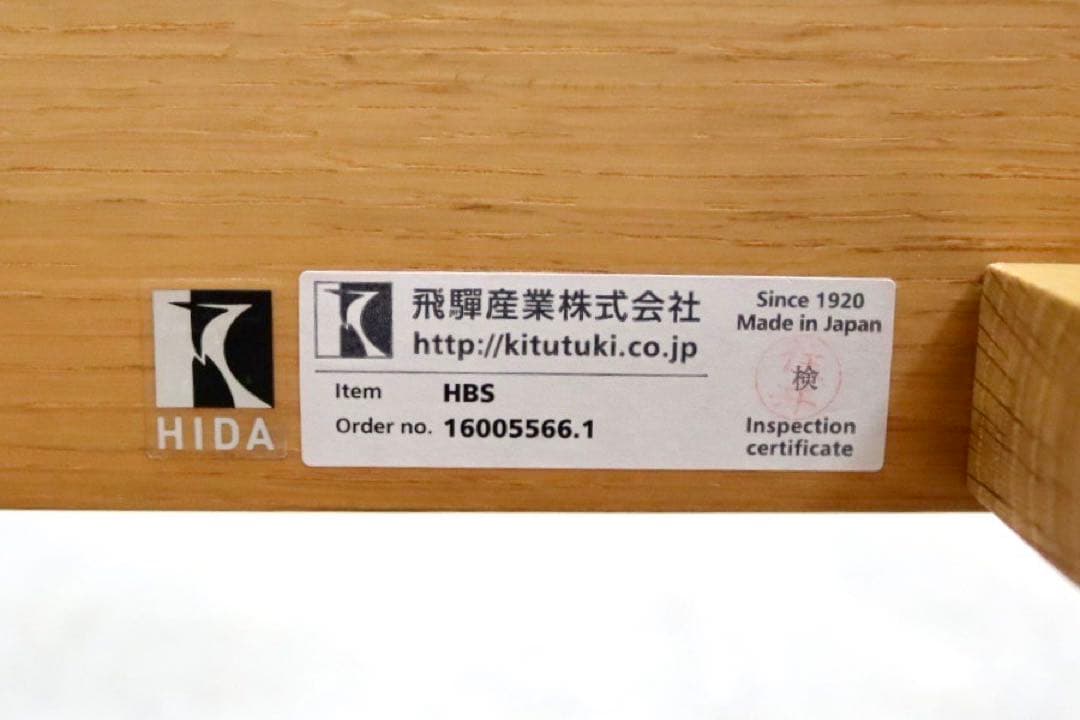 HIDA
飛驒産業株式会社
http://kitutuki.co.jp
Item HBS
Order no. 16005566.1
Since 1920
Made in Japan
検
Inspection
certificate